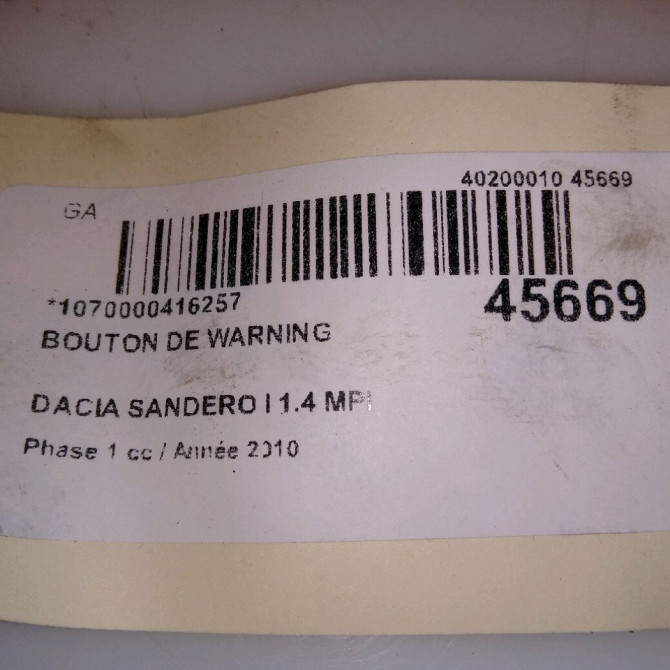 40200010 45669
GA
*1070000416257
45669
BOUTON DE WARNING
DACIA SANDERO I 1.4 MPI
Phase 1 cc / Année 2010